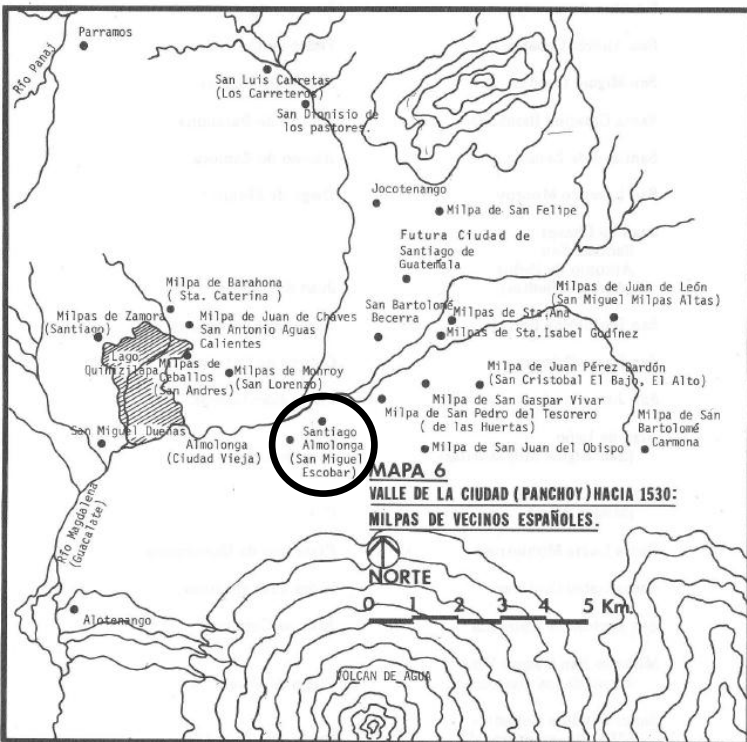 Parramos
Río Panaj
San Luis Carretas
(Los Carreteros)
San Dionisio de
los pastores.
Jocotenango
Milpa de San Felipe
Futura Ciudad de
Santiago de
Guatemala
Milpa de Barahona
( Sta. Caterina )
Milpas de Juan de León
(San Miguel Milpas Altas)
Milpas de Zamora
(Santiago)
Milpa de Juan de Cháves
San Antonio Aguas
Calientes
San Bartolomé
Becerra
Milpas de Sta.Ana
Milpas de Sta.Isabel Godínez
Lago
Quinizilapa
Milpas de
Ceballos
(San Andres)
Milpas de Monroy
(San Lorenzo)
Milpa de Juan Pérez Dardón
(San Cristobal El Bajo, El Alto)
Milpa de San Gaspar Vivar
Milpa de San Pedro del Tesorero
( de las Huertas)
Milpa de San
Bartolomé
Carmona
San Miguel Dueñas
Almolonga
(Ciudad Vieja)
Santiago
Almolonga
(San Miguel
Escobar)
Milpa de San Juan del Obispo
MAPA 6
VALLE DE LA CIUDAD (PANCHOY) HACIA 1530:
MILPAS DE VECINOS ESPAÑOLES.
Río Magdalena
(Guacalate)
NORTE
0 1 2 3 4 5 Km.
Alotenango
VOLCAN DE AGUA